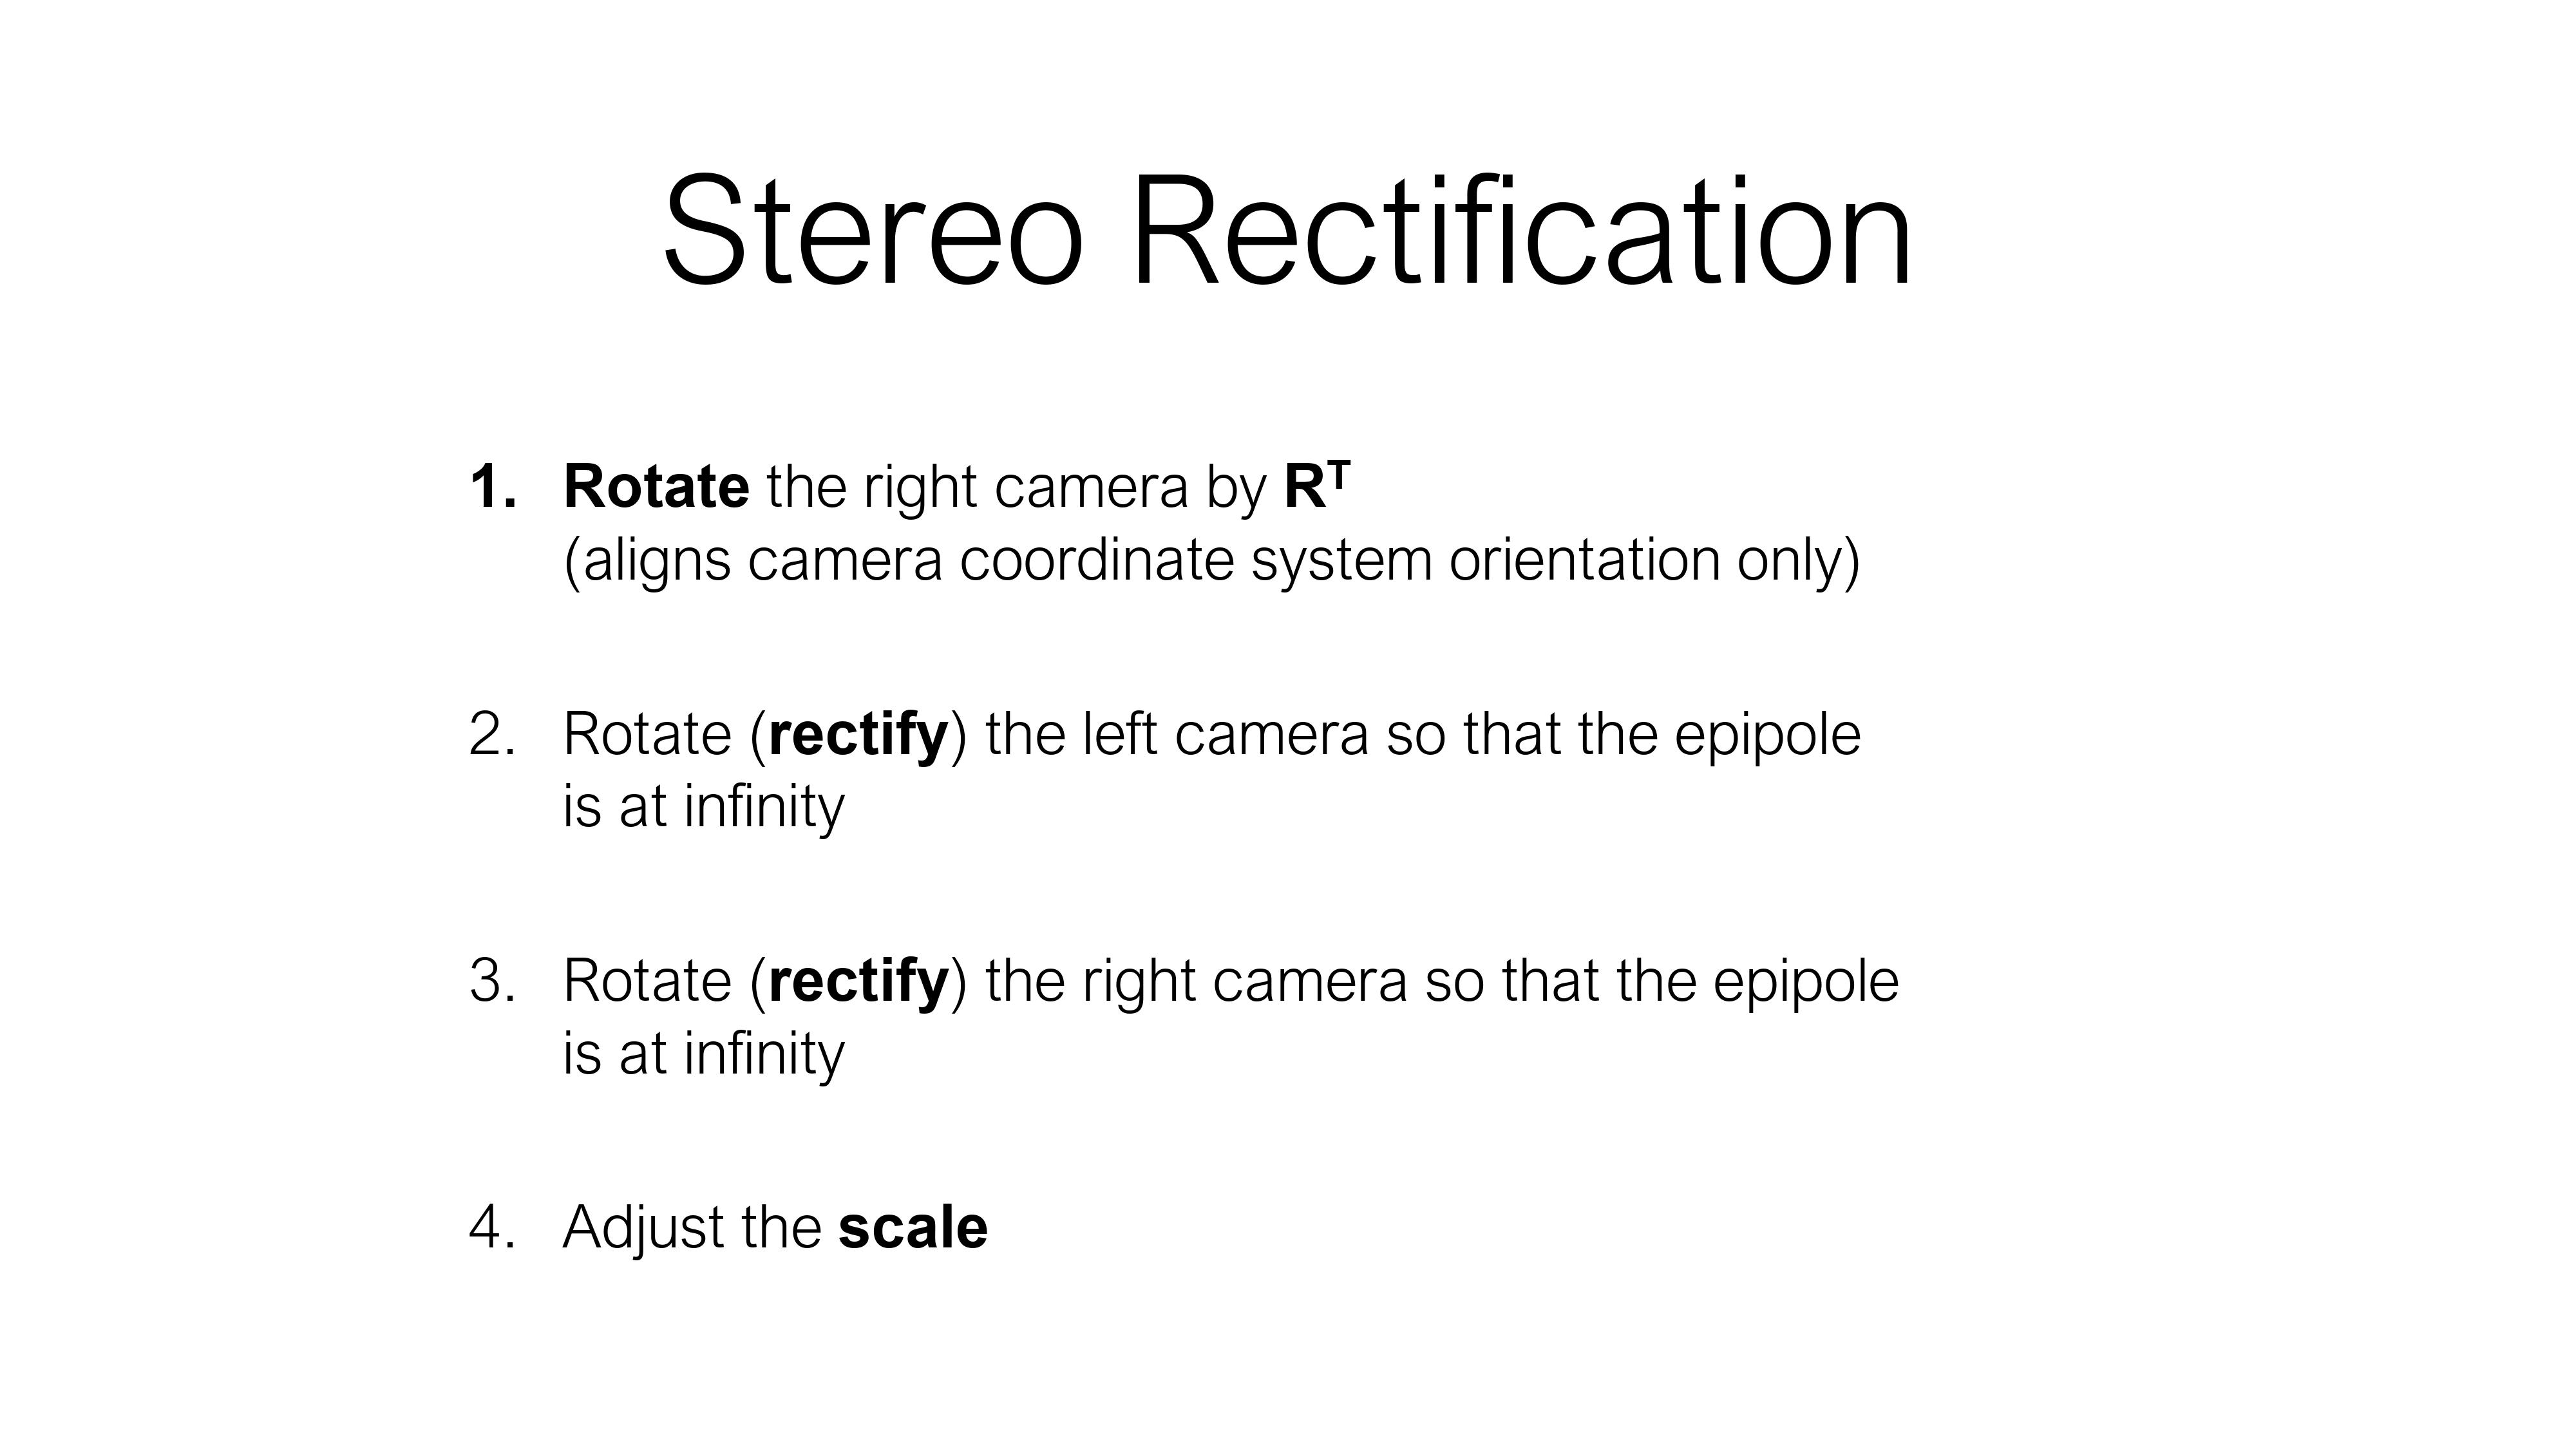 Stereo Rectification
1. Rotate the right camera by Rᵀ
(aligns camera coordinate system orientation only)
2. Rotate (rectify) the left camera so that the epipole
is at infinity
3. Rotate (rectify) the right camera so that the epipole
is at infinity
4. Adjust the scale